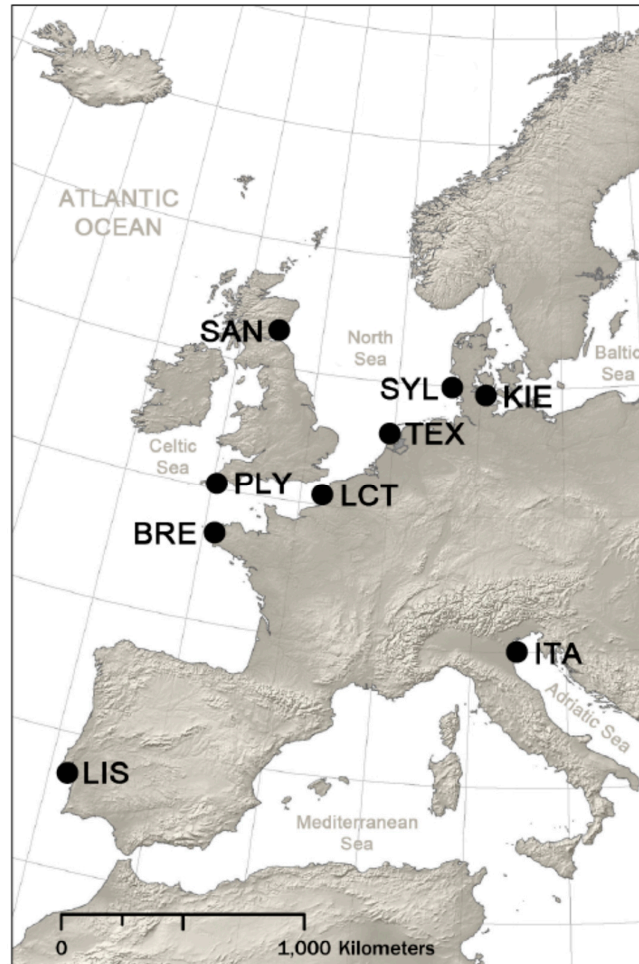 ATLANTIC
OCEAN
SAN
North
Sea
Baltic
Sea
SYL
KIE
TEX
Celtic
Sea
PLY
LCT
BRE
ITA
Adriatic Sea
LIS
Mediterranean
Sea
0
1,000 Kilometers